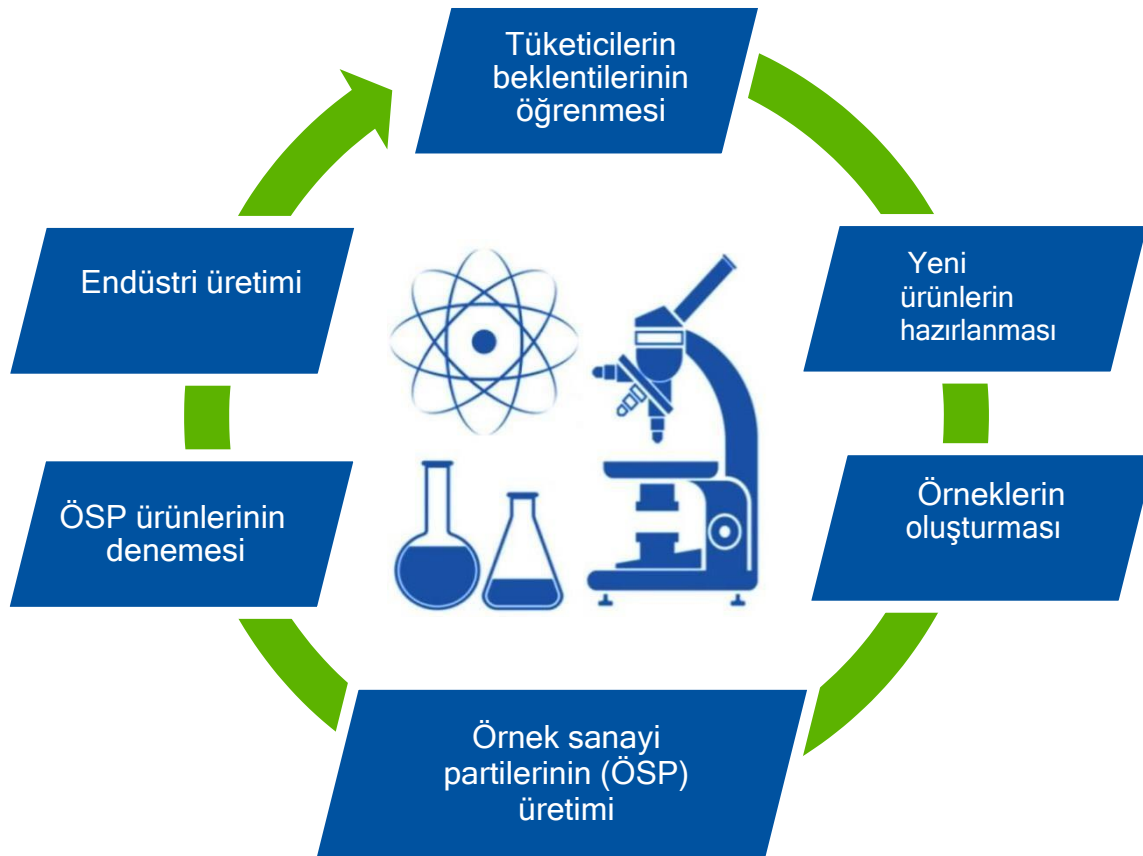 Tüketicilerin
beklentilerinin
öğrenmesi
Yeni
ürünlerin
hazırlanması
Örneklerin
oluşturması
Örnek sanayi
partilerinin (ÖSP)
üretimi
ÖSP ürünlerinin
denemesi
Endüstri üretimi